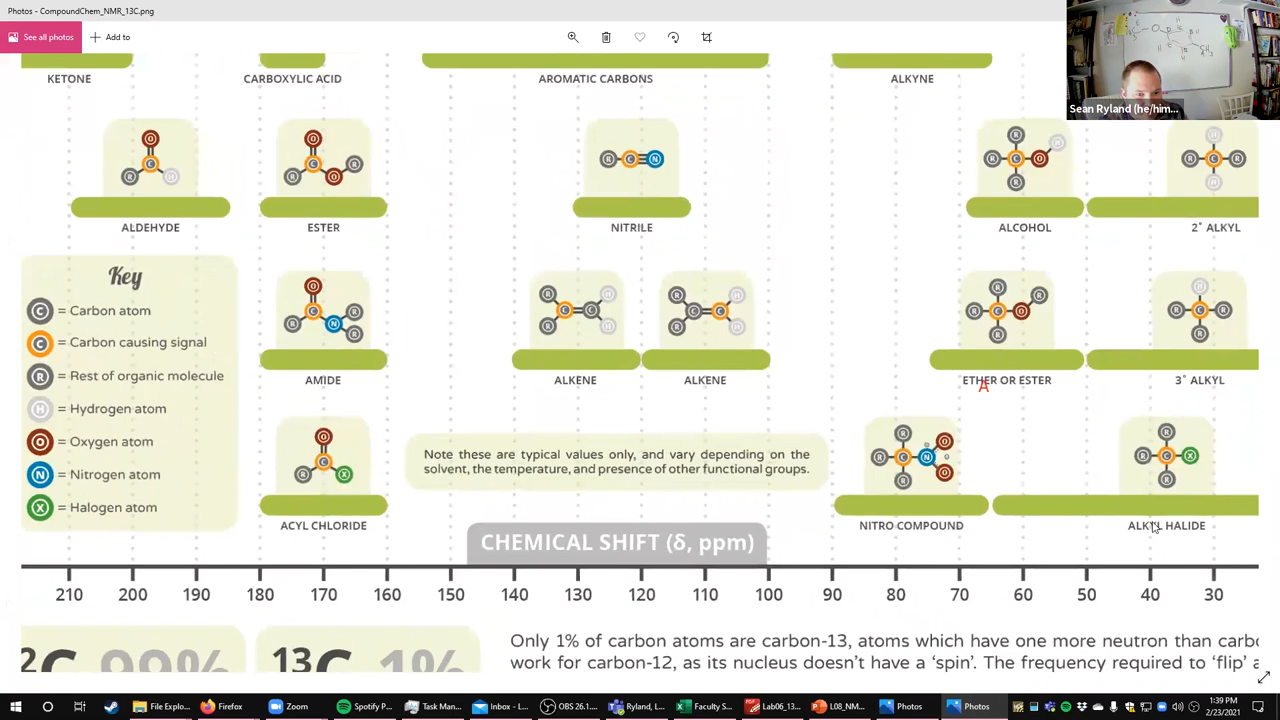 Photos - CompoundChem_NMR_13C.png
See all photos
Add to
Sean Ryland (he/him...
KETONE
CARBOXYLIC ACID
AROMATIC CARBONS
ALKYNE
O
C
R
H
ALDEHYDE
O
C
R
R
O
ESTER
R
C
N
NITRILE
R
H
R
C
O
R
ALCOHOL
H
R
C
R
H
2° ALKYL
Key
C = Carbon atom
C = Carbon causing signal
R = Rest of organic molecule
H = Hydrogen atom
O = Oxygen atom
N = Nitrogen atom
X = Halogen atom
O
C
R
R
N
R
AMIDE
R
H
C
C
R
H
ALKENE
R
H
C
C
R
H
ALKENE
R
R
R
C
O
R
ETHER OR ESTER
A
H
R
C
R
R
3° ALKYL
O
C
R
X
ACYL CHLORIDE
Note these are typical values only, and vary depending on the
solvent, the temperature, and presence of other functional groups.
R
O
R
C
N
R
O
NITRO COMPOUND
R
R
C
X
R
ALKYL HALIDE
CHEMICAL SHIFT (δ, ppm)
210 200 190 180 170 160 150 140 130 120 110 100 90 80 70 60 50 40 30
2C 99%
13C 1%
Only 1% of carbon atoms are carbon-13, atoms which have one more neutron than carbo
work for carbon-12, as its nucleus doesn't have a 'spin'. The frequency required to 'flip' a
File Explo...
Firefox
Zoom
Spotify P...
Task Man...
Inbox - L...
OBS 26.1....
Ryland, L...
Faculty S...
Lab06_13...
L08_NM...
Photos
Photos
1:39 PM
2/23/2021